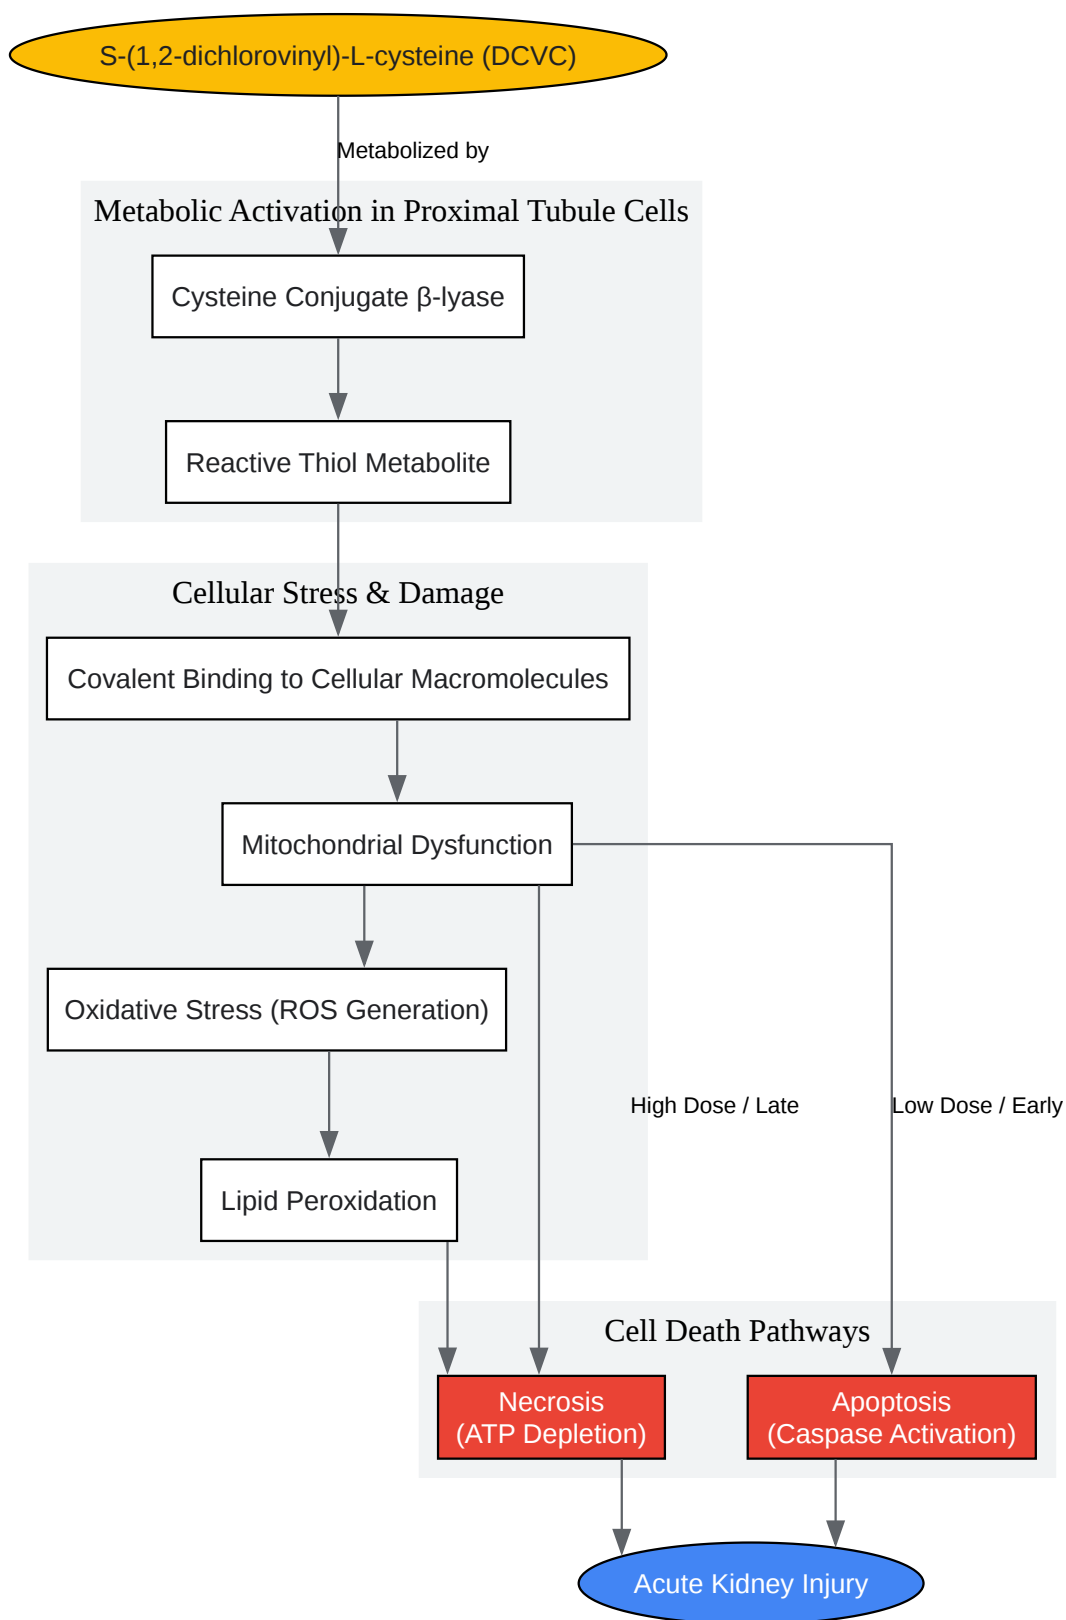 S-(1,2-dichlorovinyl)-L-cysteine (DCVC)
Metabolized by
Metabolic Activation in Proximal Tubule Cells
Cysteine Conjugate β-lyase
Reactive Thiol Metabolite
Cellular Stress & Damage
Covalent Binding to Cellular Macromolecules
Mitochondrial Dysfunction
Oxidative Stress (ROS Generation)
High Dose / Late
Low Dose / Early
Lipid Peroxidation
Cell Death Pathways
Necrosis
(ATP Depletion)
Apoptosis
(Caspase Activation)
Acute Kidney Injury